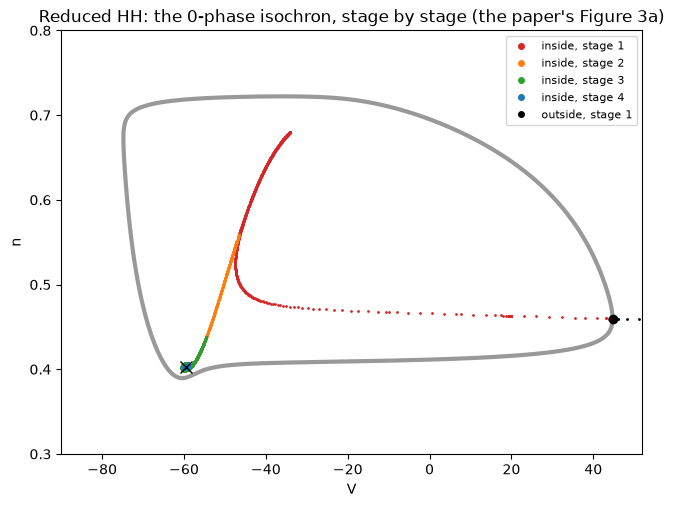 Reduced HH: the 0-phase isochron, stage by stage (the paper's Figure 3a)
0.8
0.7
0.6
0.5
0.4
0.3
n
−80
−60
−40
−20
0
20
40
V
inside, stage 1
inside, stage 2
inside, stage 3
inside, stage 4
outside, stage 1